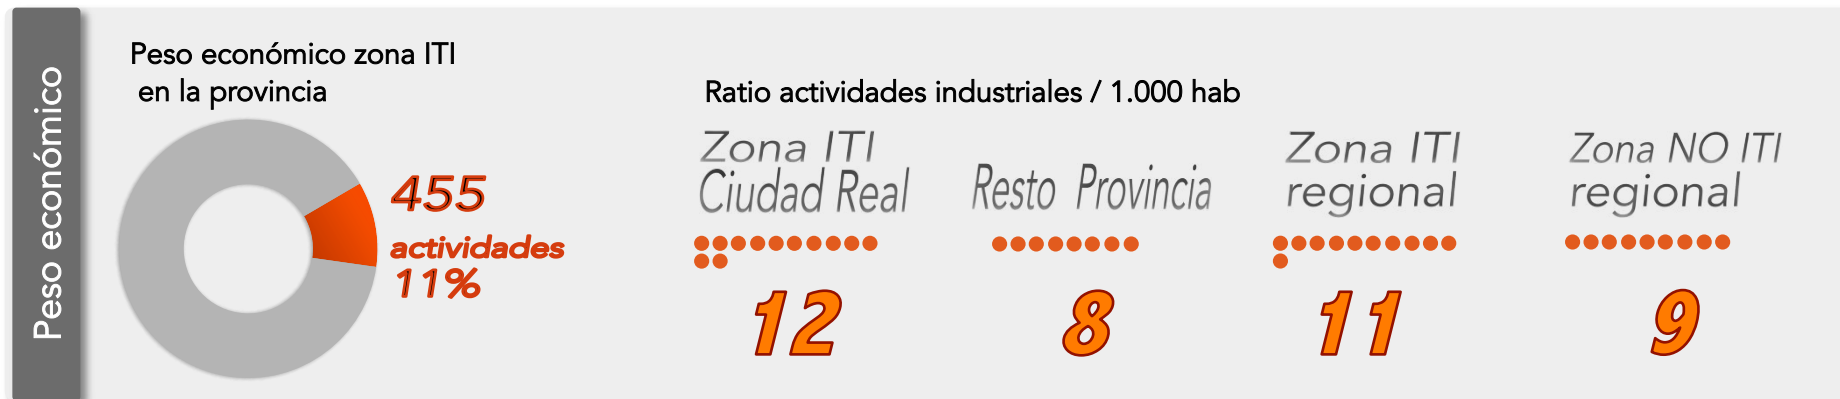 Peso económico
Peso económico zona ITI
en la provincia
455
actividades
11%
Ratio actividades industriales / 1.000 hab
Zona ITI
Ciudad Real
12
Resto Provincia
8
Zona ITI
regional
11
Zona NO ITI
regional
9